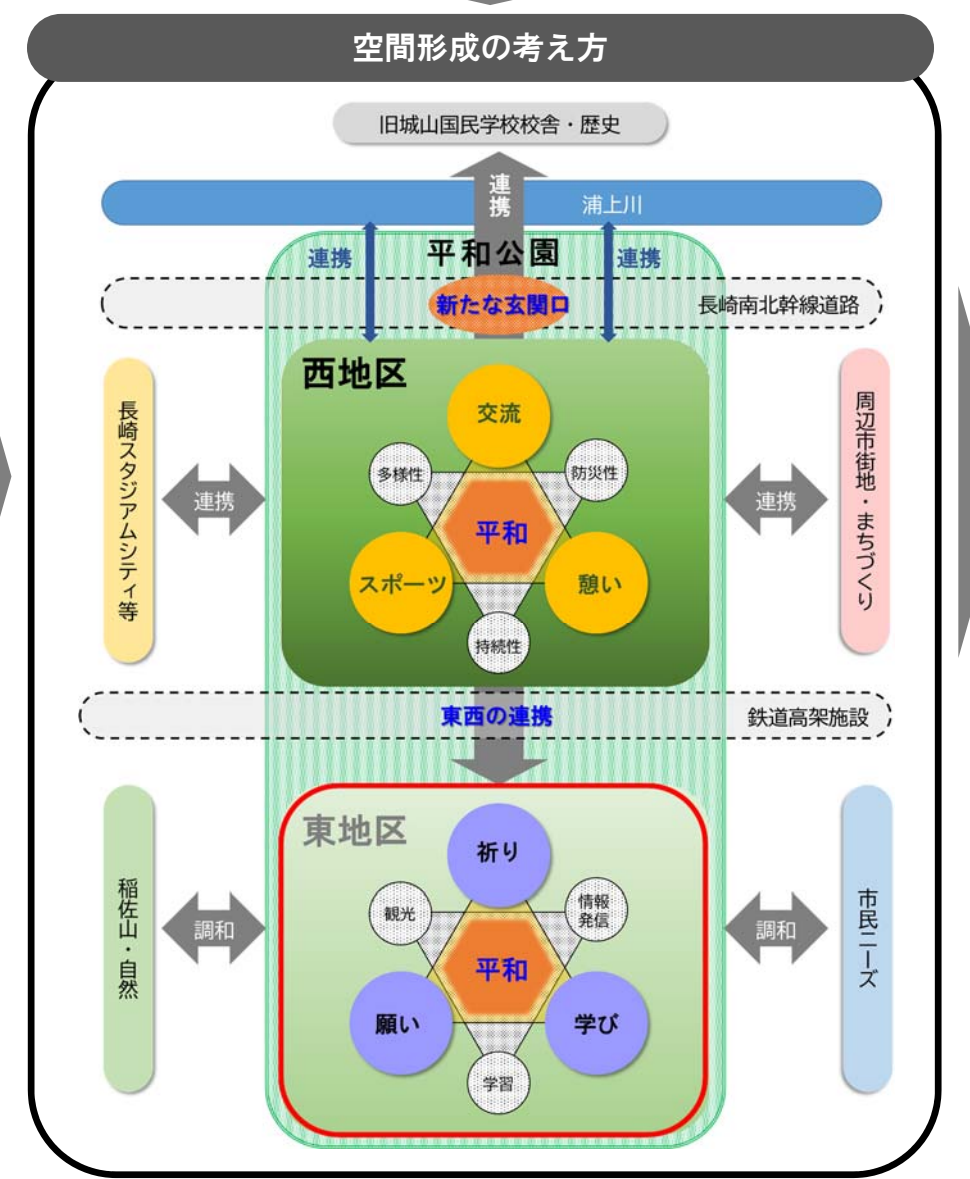 空間形成の考え方
旧城山国民学校校舎・歴史
連携
浦上川
連携
平和公園
連携
新たな玄関口
長崎南北幹線道路
西地区
交流
多様性
防災性
平和
スポーツ
憩い
持続性
長崎スタジアムシティ等
連携
連携
周辺市街地・まちづくり
東西の連携
鉄道高架施設
東地区
祈り
観光
情報
発信
平和
願い
学び
学習
稲佐山・自然
調和
調和
市民ニーズ